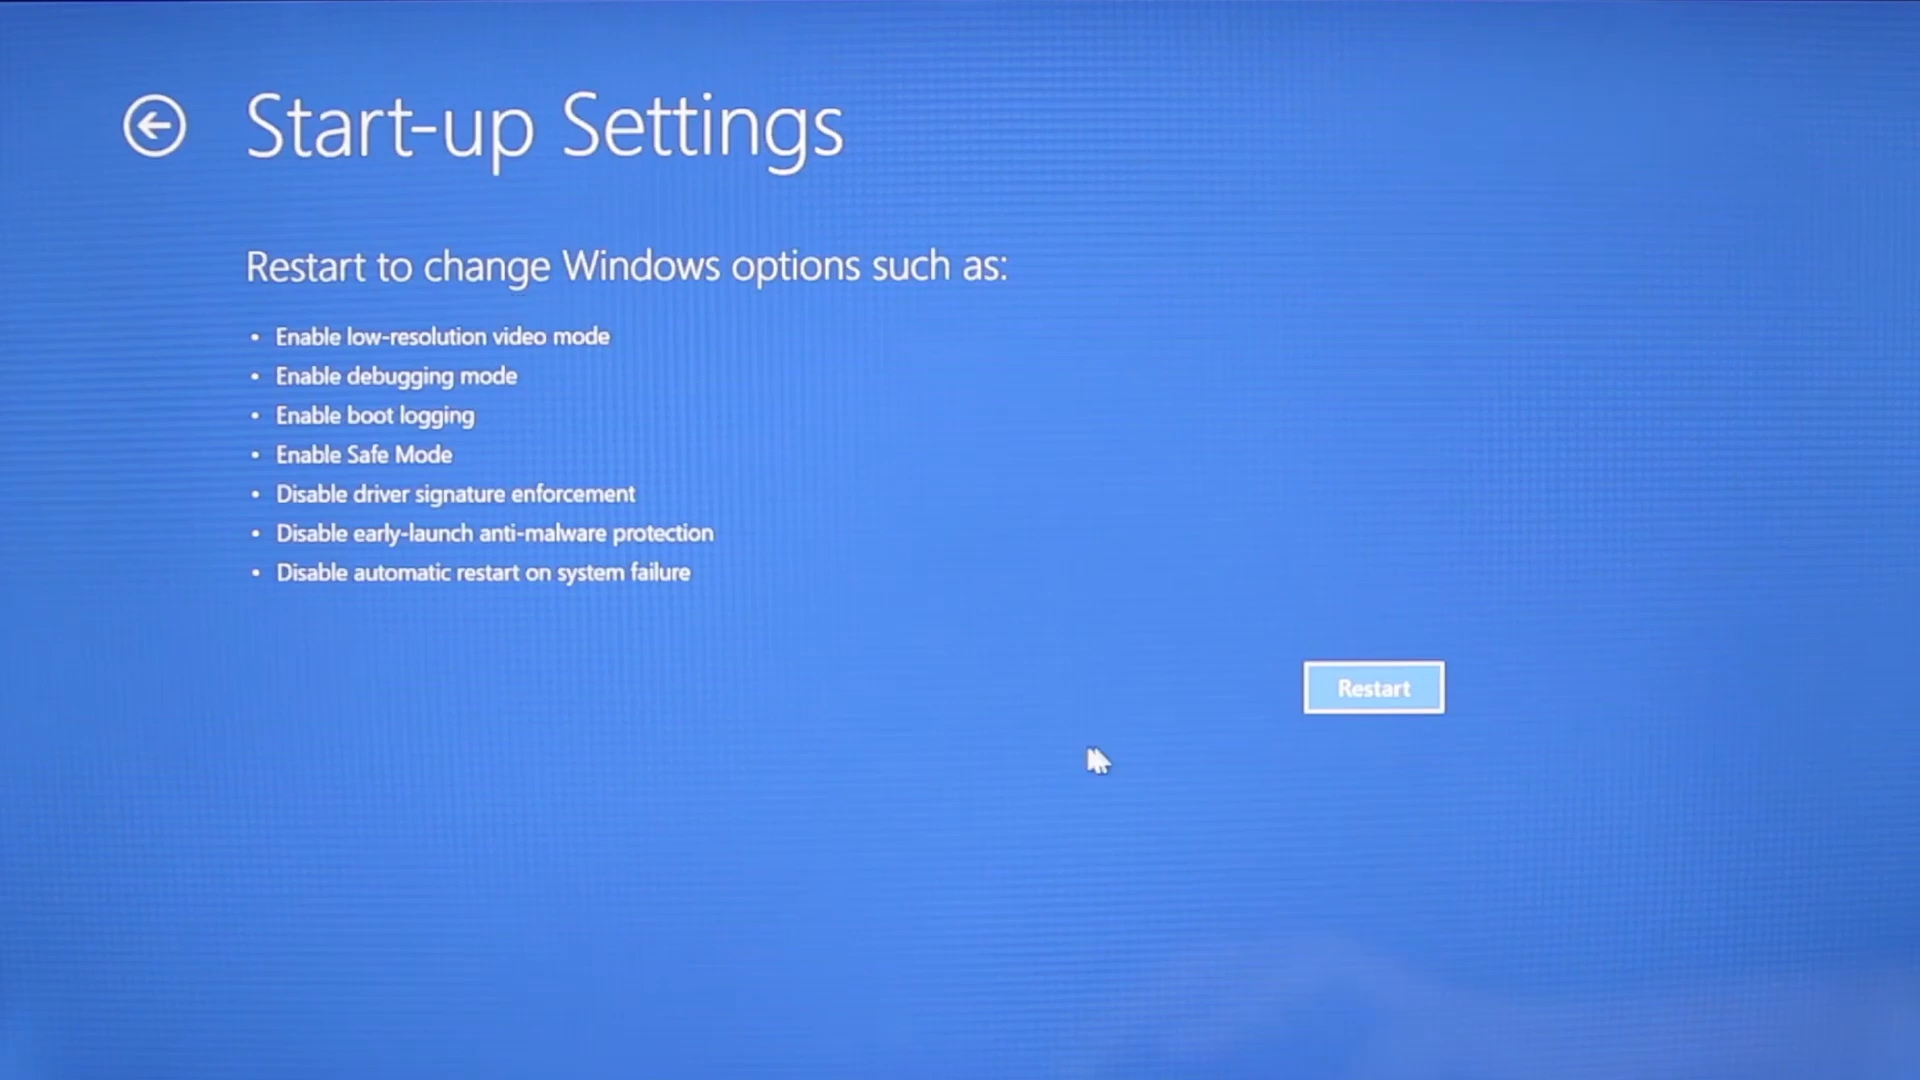 Start-up Settings
Restart to change Windows options such as:
• Enable low-resolution video mode
• Enable debugging mode
• Enable boot logging
• Enable Safe Mode
• Disable driver signature enforcement
• Disable early-launch anti-malware protection
• Disable automatic restart on system failure
Restart